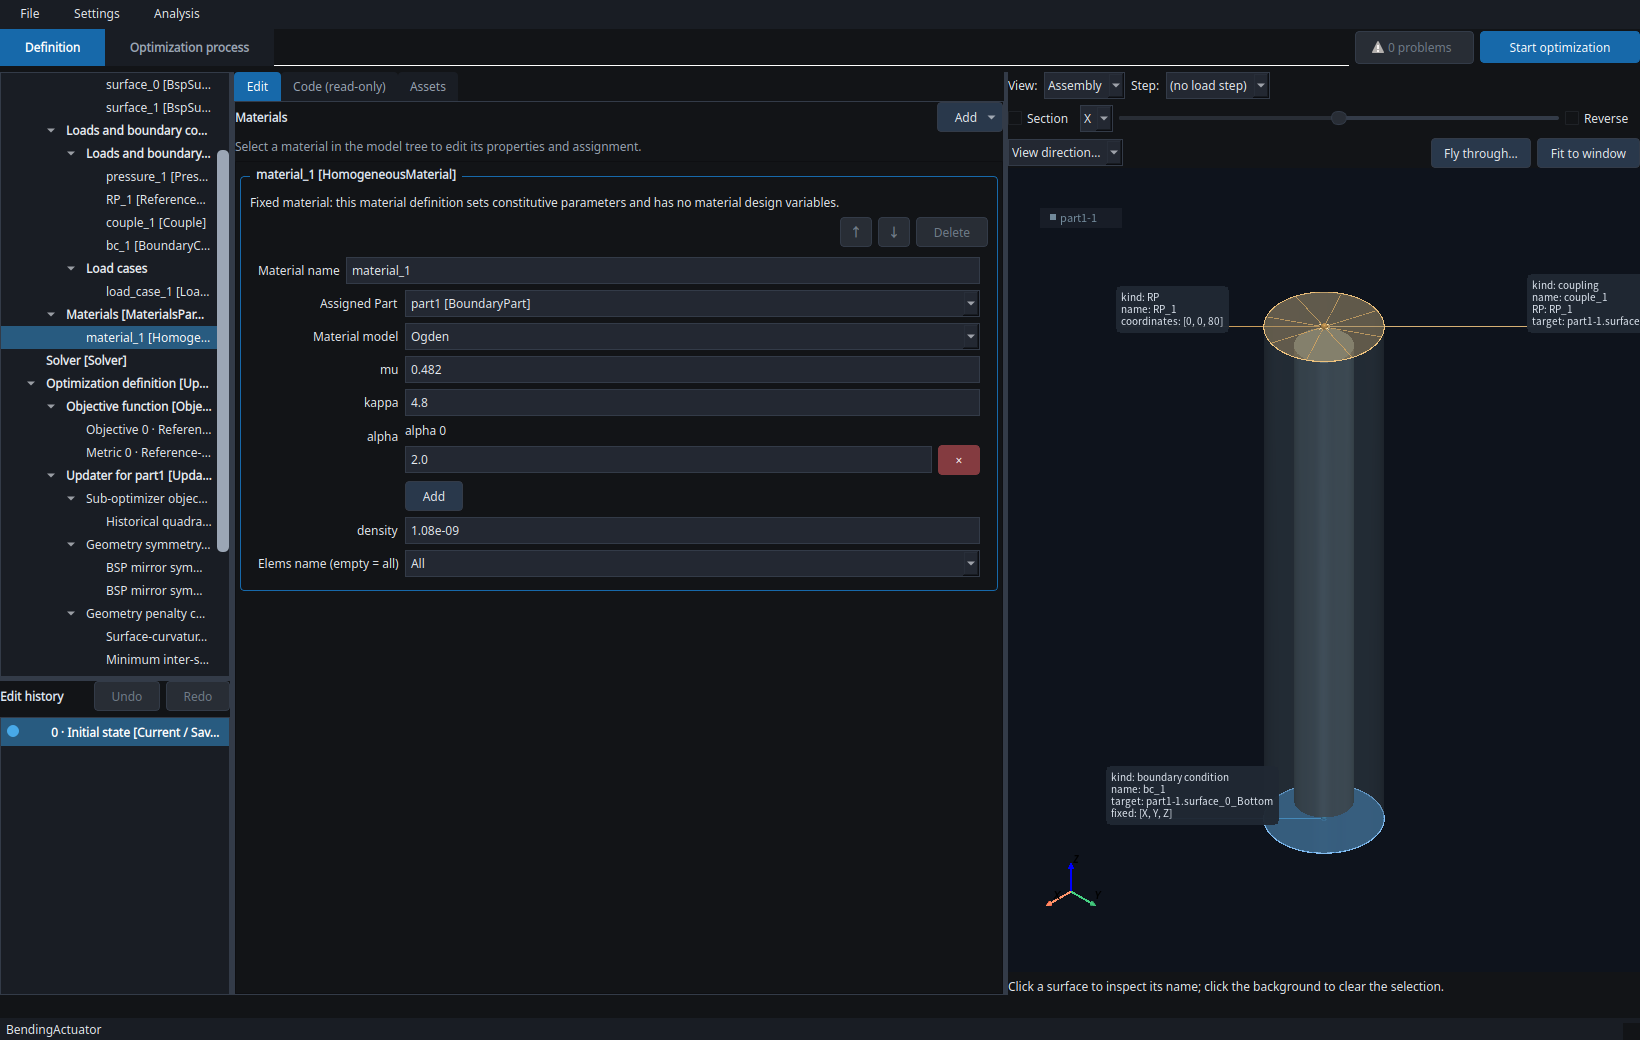 File Settings Analysis
Definition Optimization process 0 problems Start optimization
surface_0 [BspSu...
surface_1 [BspSu...
Loads and boundary co...
Loads and boundary...
pressure_1 [Pres...
RP_1 [Reference...
couple_1 [Couple]
bc_1 [BoundaryC...
Load cases
load_case_1 [Loa...
Materials [MaterialsPar...
material_1 [Homoge...
Solver [Solver]
Optimization definition [Up...
Objective function [Obje...
Objective 0 · Referen...
Metric 0 · Reference-...
Updater for part1 [Upda...
Sub-optimizer objec...
Historical quadra...
Geometry symmetry...
BSP mirror sym...
BSP mirror sym...
Geometry penalty c...
Surface-curvatur...
Minimum inter-s...
Edit history Undo Redo
0 · Initial state [Current / Sav...
Edit Code (read-only) Assets
Materials Add
Select a material in the model tree to edit its properties and assignment.
material_1 [HomogeneousMaterial]
Fixed material: this material definition sets constitutive parameters and has no material design variables.
↑ ↓ Delete
Material name material_1
Assigned Part part1 [BoundaryPart]
Material model Ogden
mu 0.482
kappa 4.8
alpha alpha 0
2.0 ×
Add
density 1.08e-09
Elems name (empty = all) All
View: Assembly Step: (no load step)
Section X Reverse
View direction... Fly through... Fit to window
part1-1
kind: RP
name: RP_1
coordinates: [0, 0, 80]
kind: coupling
name: couple_1
RP: RP_1
target: part1-1.surface
kind: boundary condition
name: bc_1
target: part1-1.surface_0_Bottom
fixed: [X, Y, Z]
Z
Y
Click a surface to inspect its name; click the background to clear the selection.
BendingActuator